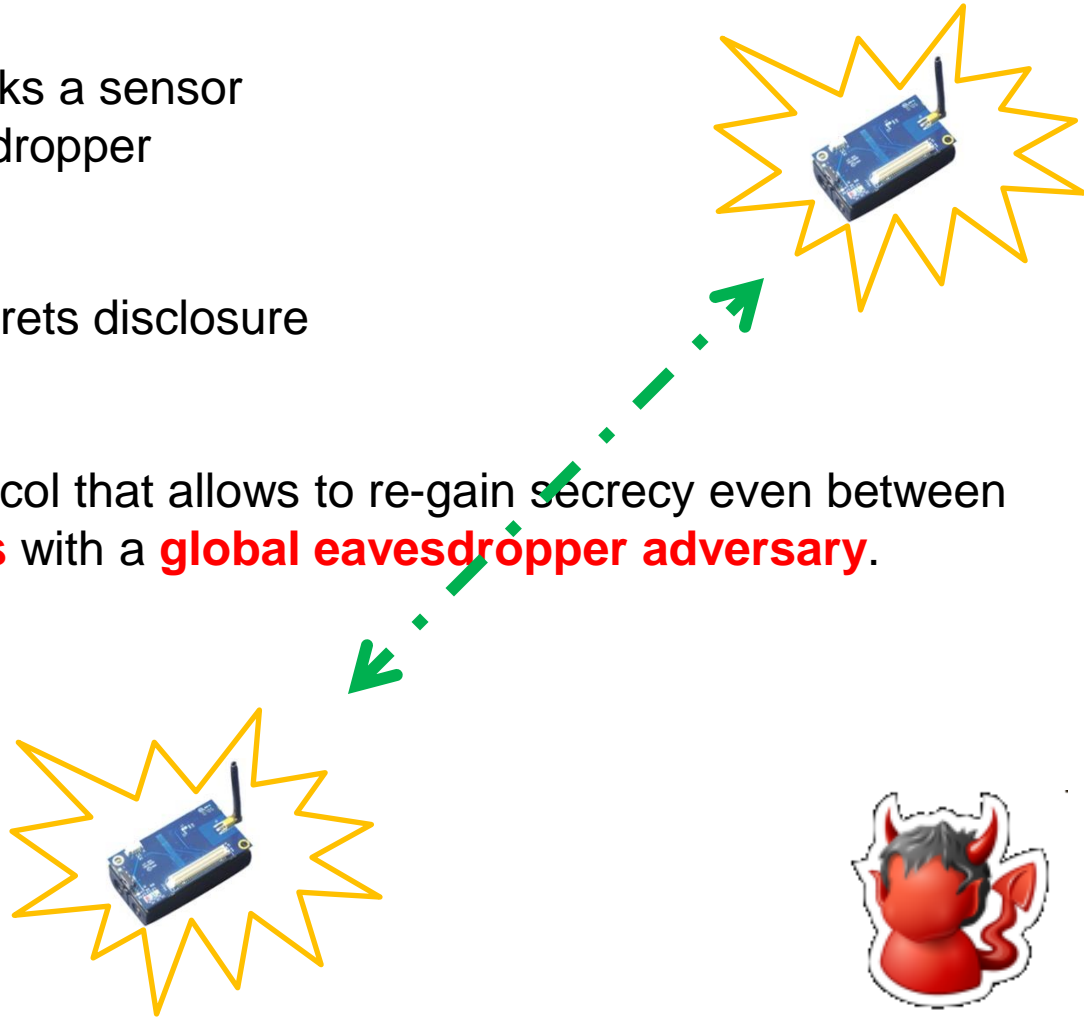 ks a sensor
dropper
rets disclosure
col that allows to re-gain secrecy even between
s with a global eavesdropper adversary.